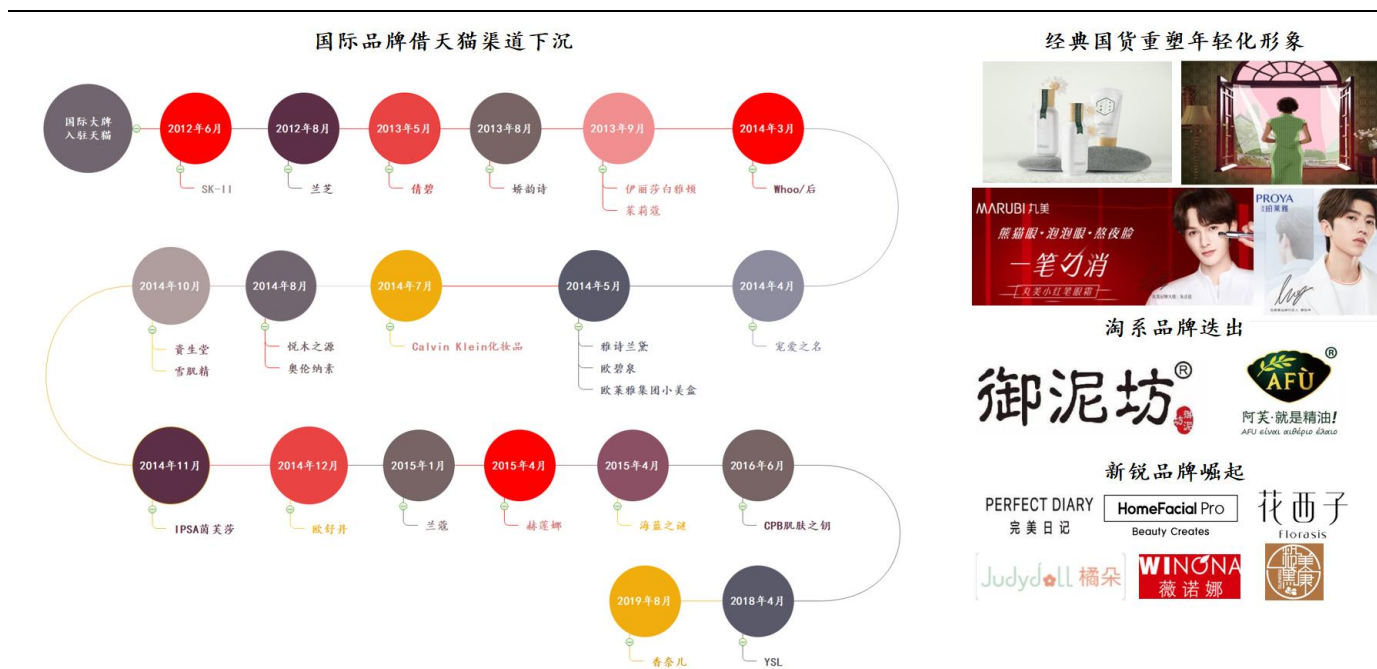 国际品牌借天猫渠道下沉
国际大牌
入驻天猫
2012年6月
SK-II
2012年8月
兰芝
2013年5月
倩碧
2013年8月
娇韵诗
2013年9月
伊丽莎白雅顿
茱莉蔻
2014年3月
Whoo/后
2014年4月
宠爱之名
2014年5月
雅诗兰黛
欧碧泉
欧莱雅集团小美盒
2014年7月
Calvin Klein化妆品
2014年8月
悦木之源
奥伦纳素
2014年10月
资生堂
雪肌精
2014年11月
IPSA茵芙莎
2014年12月
欧舒丹
2015年1月
兰蔻
2015年4月
赫莲娜
2015年4月
海蓝之谜
2016年6月
CPB肌肤之钥
2018年4月
YSL
2019年8月
香奈儿
经典国货重塑年轻化形象
MARUBI 丸美
熊猫眼·泡泡眼·熬夜脸
一笔勾消
丸美小红笔眼霜
PROYA
珀莱雅
淘系品牌迭出
御泥坊®
御泥坊
AFÙ®
阿芙·就是精油!
AFU είναι αιθέριο έλαιο
新锐品牌崛起
PERFECT DIARY
完美日记
HomeFacial Pro
Beauty Creates
花西子
Florasis
Judydoll 橘朵
WINONA
薇诺娜